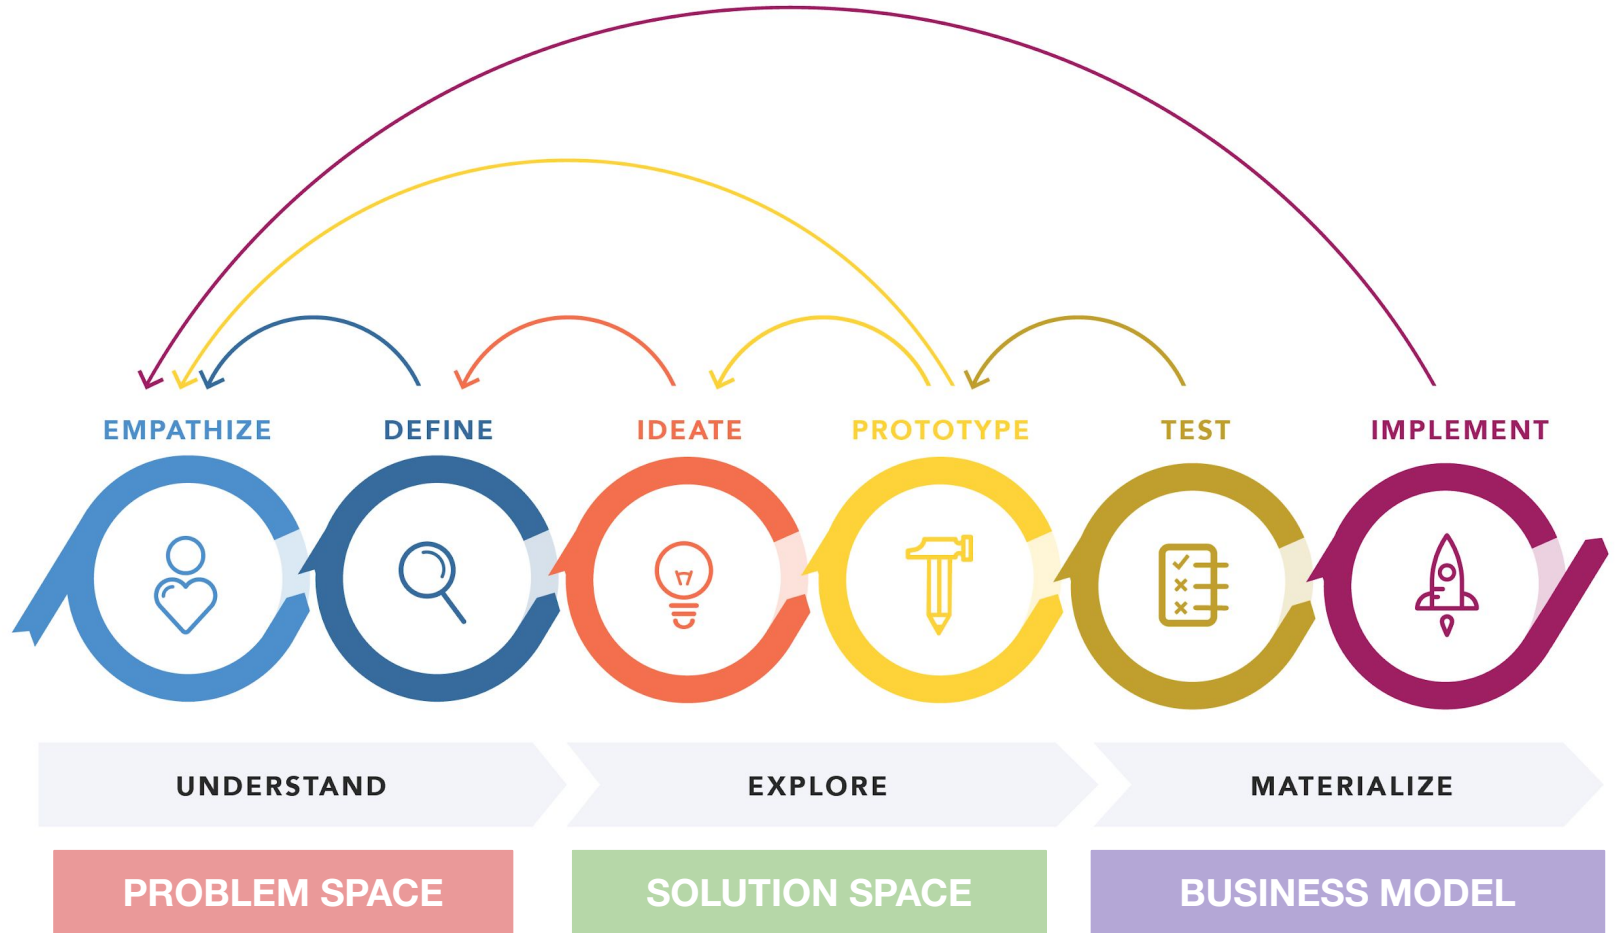 EMPATHIZE
DEFINE
IDEATE
PROTOTYPE
TEST
IMPLEMENT
UNDERSTAND
EXPLORE
MATERIALIZE
PROBLEM SPACE
SOLUTION SPACE
BUSINESS MODEL